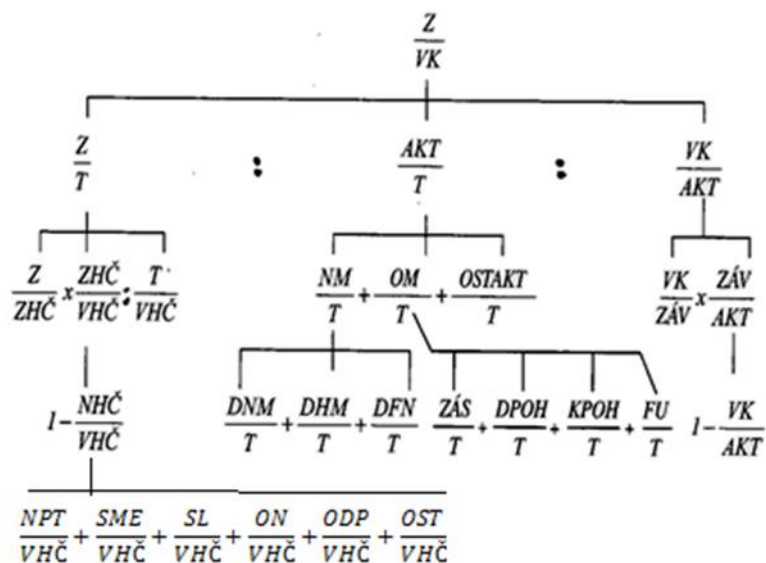 Z
VK
Z : AKT : VK
T T AKT
Z x ZHČ : T NM + OM + OSTAKT VK x ZÁV
ZHČ VHČ VHČ T T T ZÁV AKT
1 - NHČ DNM + DHM + DFN ZÁS + DPOH + KPOH + FU 1 - VK
VHČ T T T T T T T AKT
NPT + SME + SL + ON + ODP + OST
VHČ VHČ VHČ VHČ VHČ VHČ